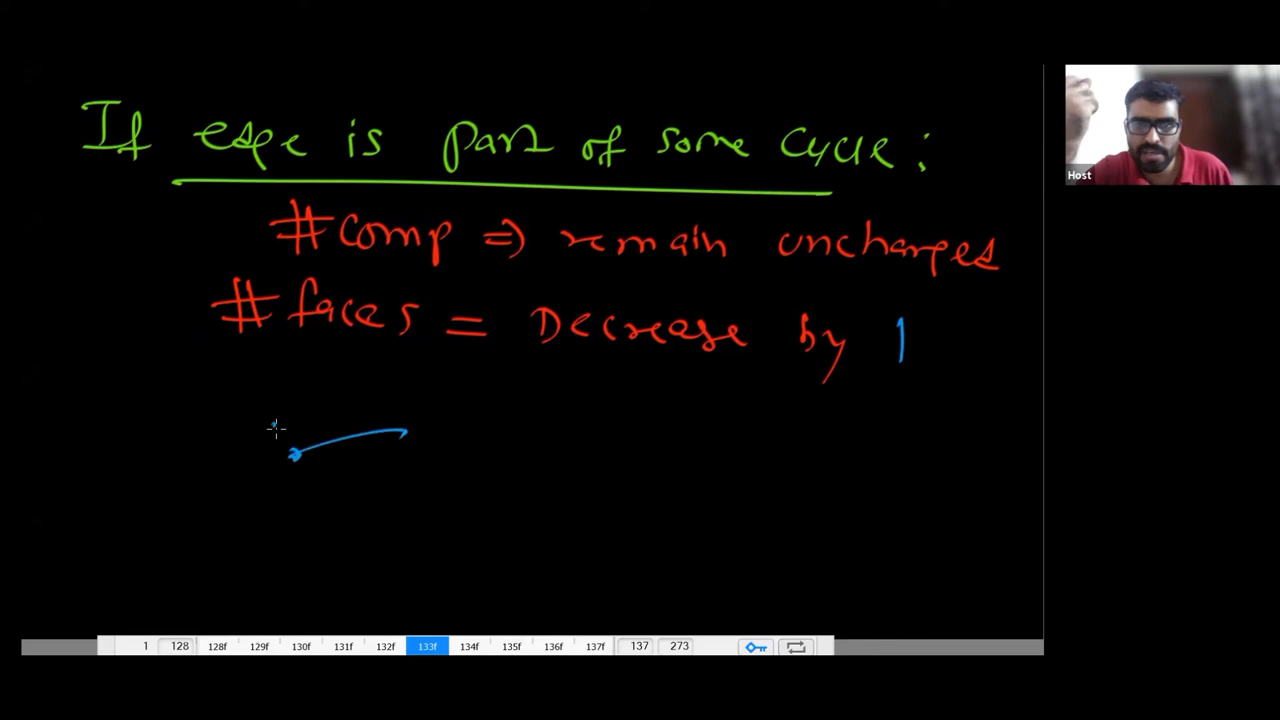 If edge is part of some cycle:
Host
#comp ⇒ remain unchanges
#faces = Decrease by 1
1 128 128f 129f 130f 131f 132f 133f 134f 135f 136f 137f 137 273